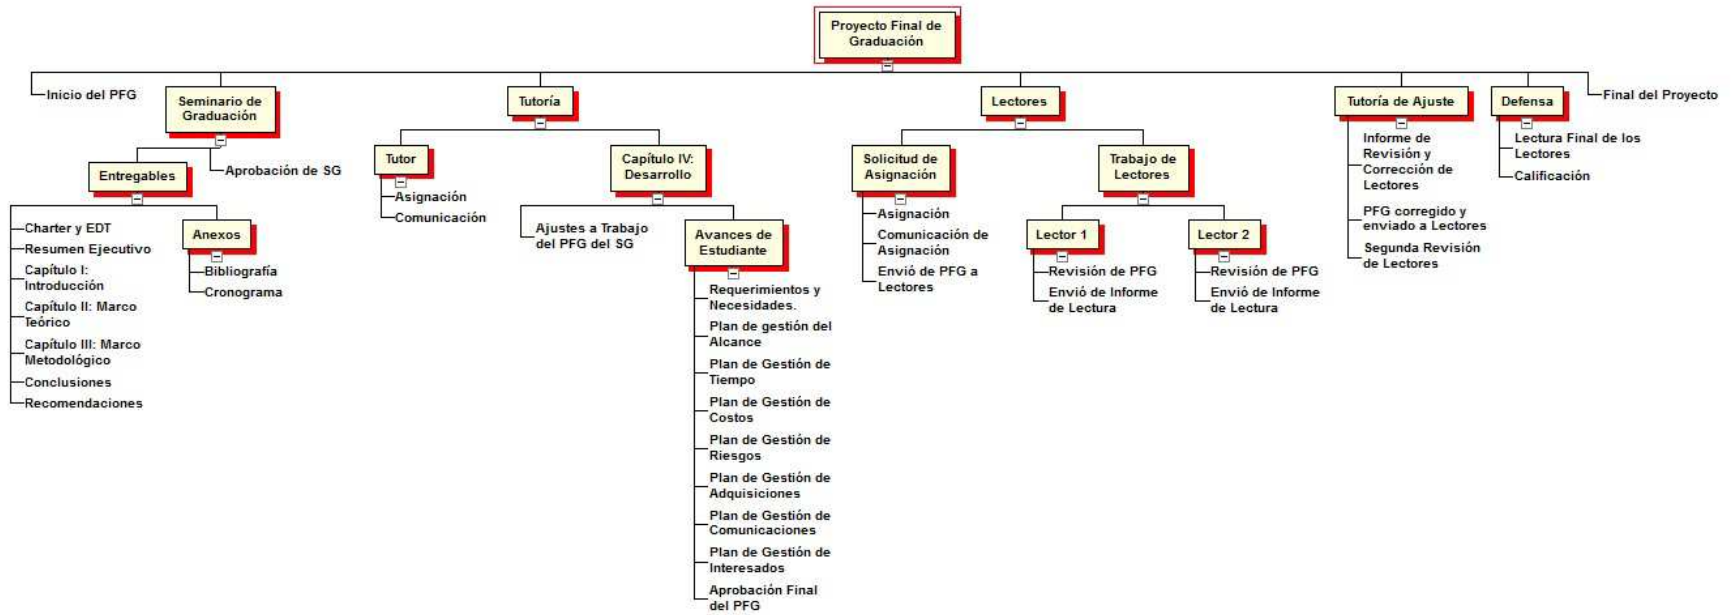 Proyecto Final de
Graduación
Inicio del PFG
Seminario de
Graduación
Entregables
Charter y EDT
Resumen Ejecutivo
Capítulo I:
Introducción
Capítulo II: Marco
Teórico
Capítulo III: Marco
Metodológico
Conclusiones
Recomendaciones
Anexos
Bibliografía
Cronograma
Aprobación de SG
Tutoría
Tutor
Asignación
Comunicación
Capítulo IV:
Desarrollo
Ajustes a Trabajo
del PFG del SG
Avances de
Estudiante
Requerimientos y
Necesidades.
Plan de gestión del
Alcance
Plan de Gestión de
Tiempo
Plan de Gestión de
Costos
Plan de Gestión de
Riesgos
Plan de Gestión de
Adquisiciones
Plan de Gestión de
Comunicaciones
Plan de Gestión de
Interesados
Aprobación Final
del PFG
Lectores
Solicitud de
Asignación
Asignación
Comunicación de
Asignación
Envió de PFG a
Lectores
Trabajo de
Lectores
Lector 1
Revisión de PFG
Envió de Informe
de Lectura
Lector 2
Revisión de PFG
Envió de Informe
de Lectura
Tutoría de Ajuste
Informe de
Revisión y
Corrección de
Lectores
PFG corregido y
enviado a Lectores
Segunda Revisión
de Lectores
Defensa
Lectura Final de los
Lectores
Calificación
Final del Proyecto